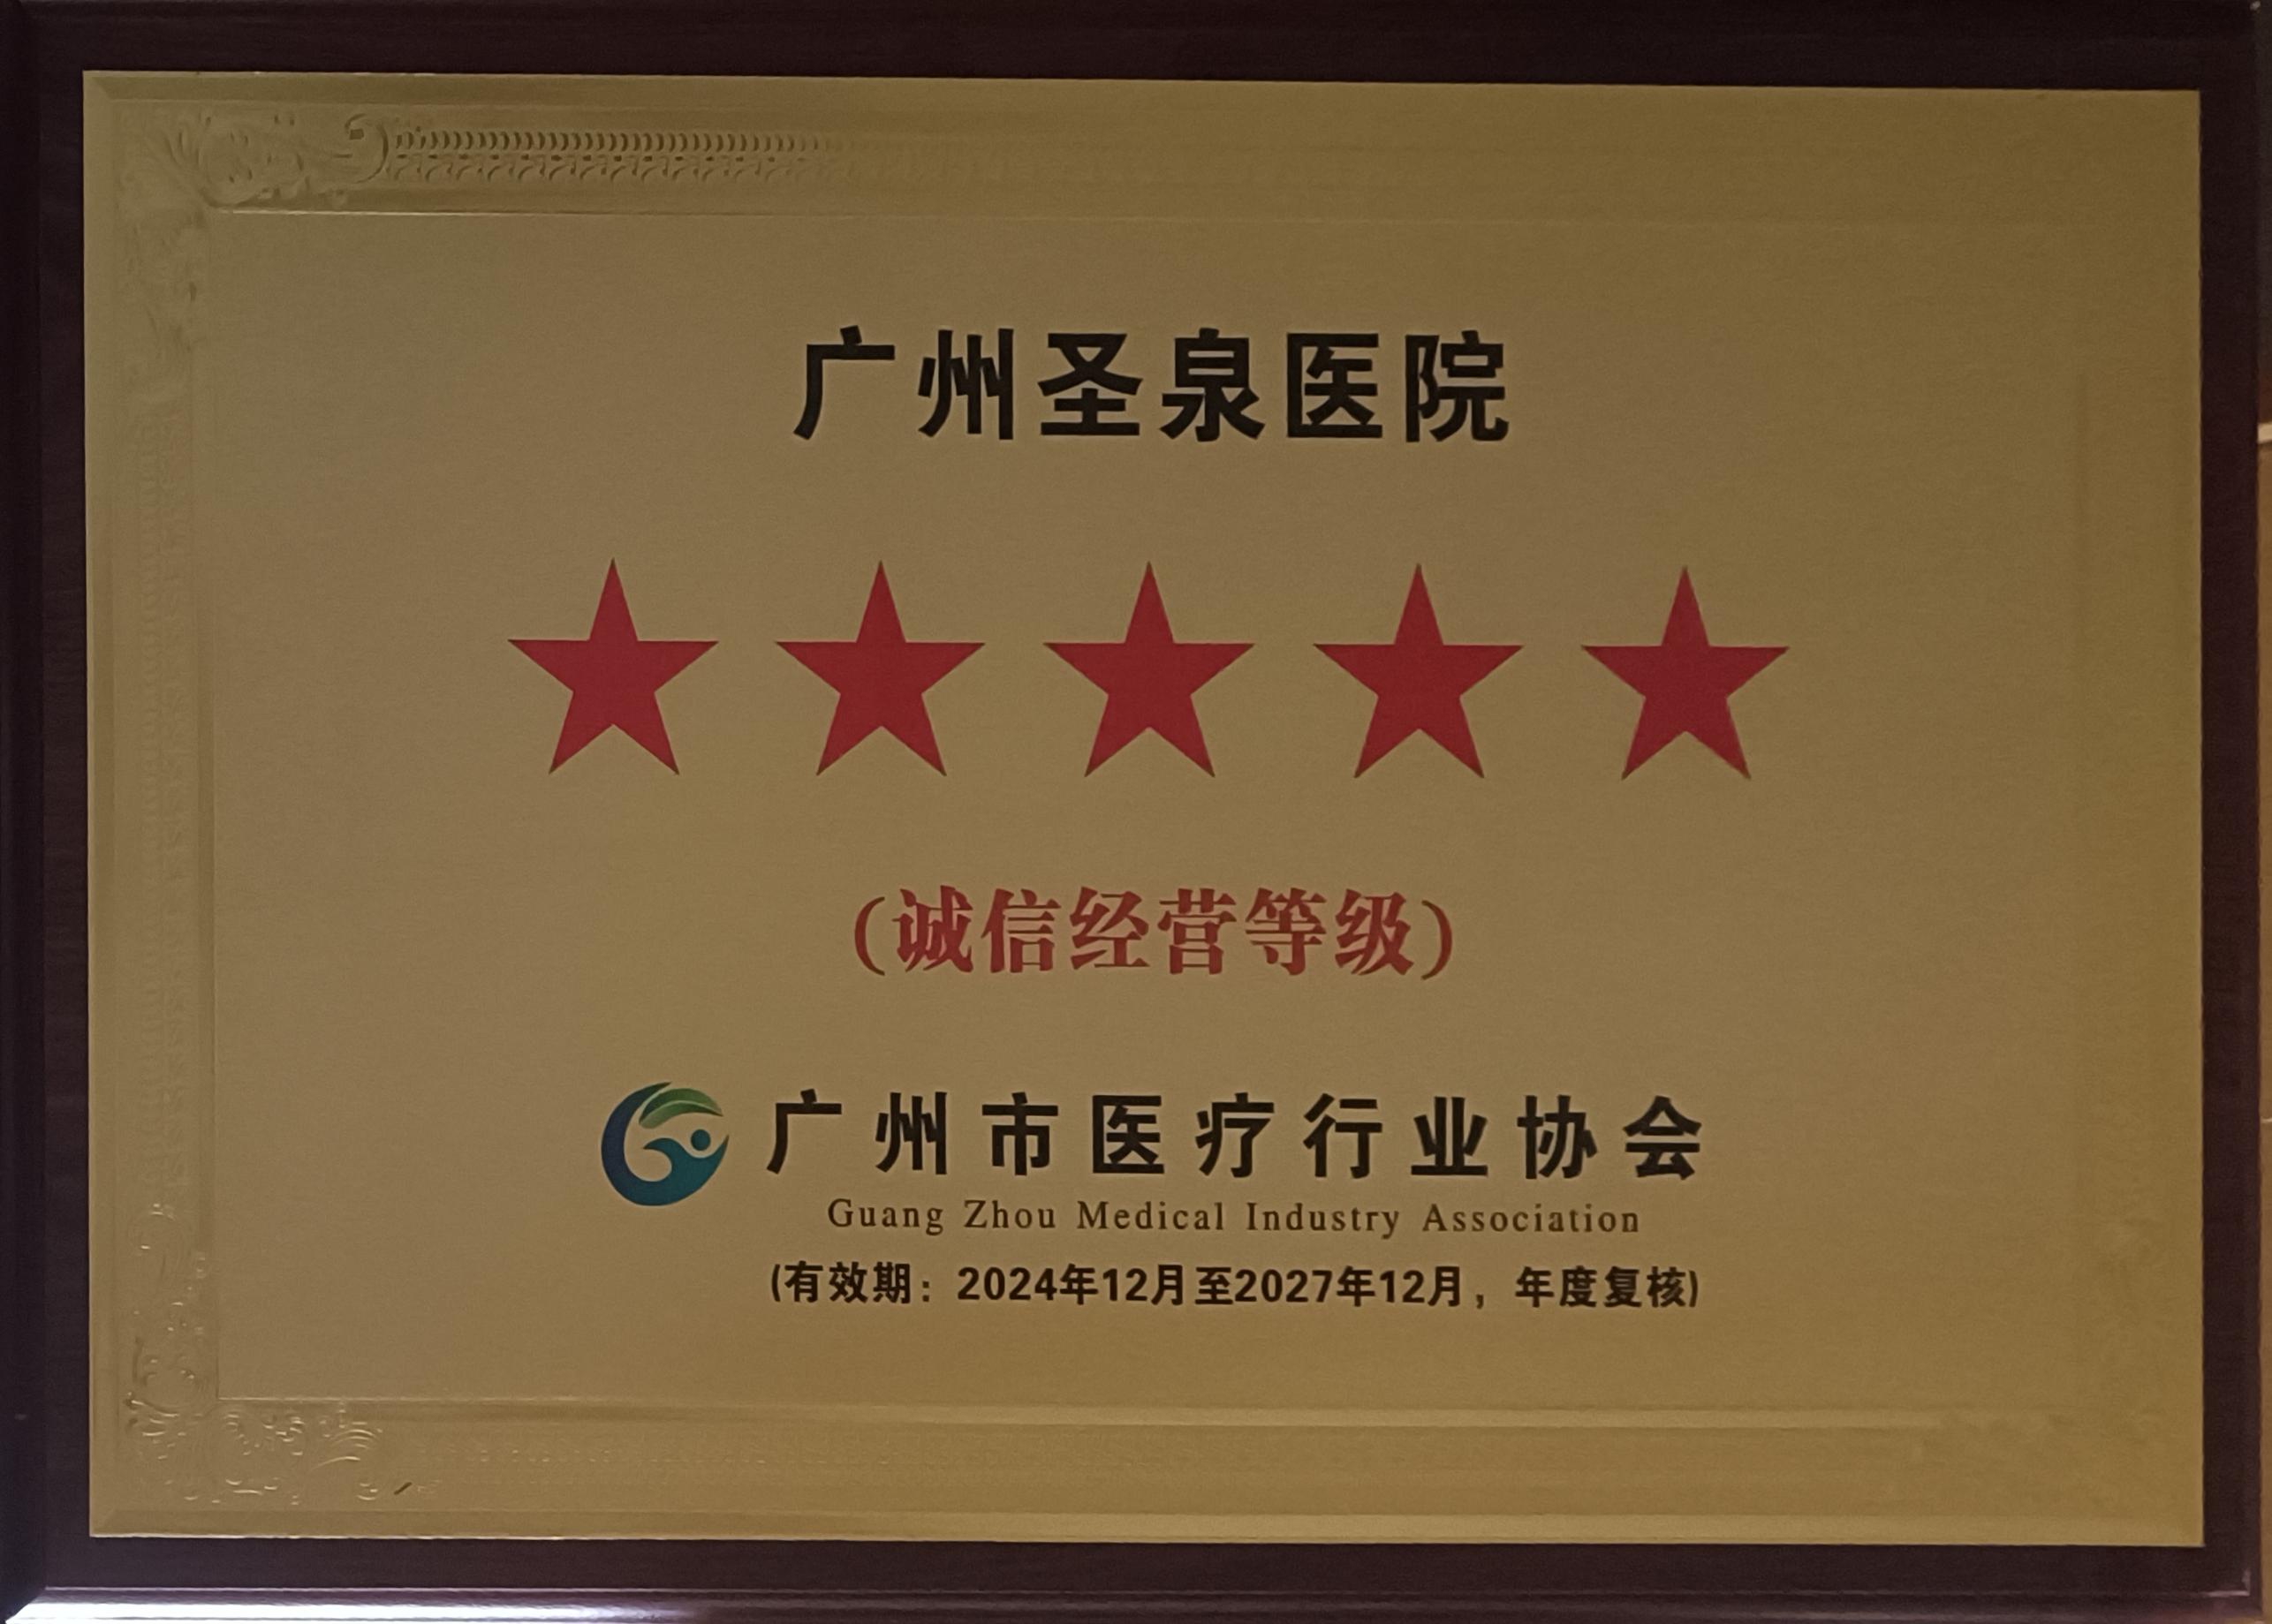 广州圣泉医院
★★★★★
(诚信经营等级)
广州市医疗行业协会
Guang Zhou Medical Industry Association
(有效期：2024年12月至2027年12月，年度复核)